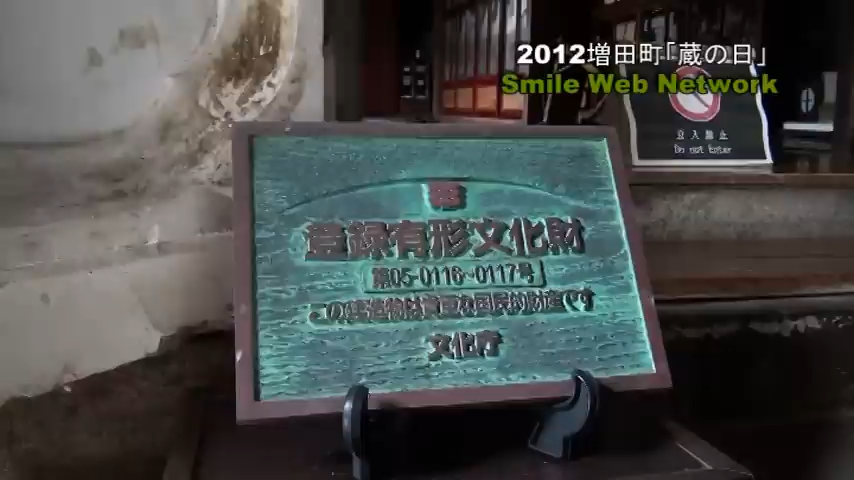 2012増田町「蔵の日」
Smile Web Network
立入禁止
Do not Enter
登録有形文化財
第05-0116~0117号
この建造物は貴重な国民的財産です
文化庁